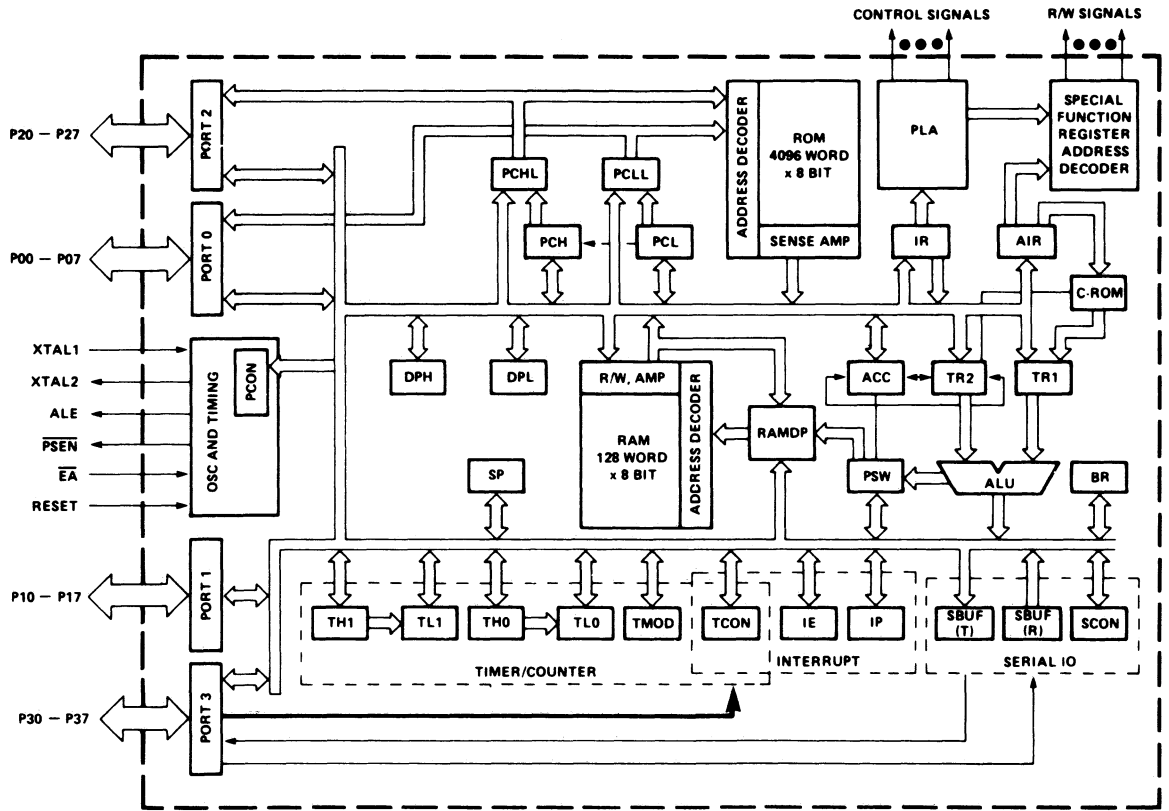 CONTROL SIGNALS
R/W SIGNALS
P20 – P27
PORT 2
ADDRESS DECODER
ROM
4096 WORD
x 8 BIT
SENSE AMP
PLA
SPECIAL
FUNCTION
REGISTER
ADDRESS
DECODER
PCHL
PCLL
P00 – P07
PORT 0
PCH
PCL
IR
AIR
C-ROM
XTAL1
XTAL2
ALE
PSEN
EA
RESET
OSC AND TIMING
PCON
DPH
DPL
R/W, AMP
ADDRESS DECODER
RAM
128 WORD
x 8 BIT
ACC
TR2
TR1
RAMDP
SP
PSW
ALU
BR
P10 – P17
PORT 1
TH1
TL1
TH0
TL0
TMOD
TCON
IE
IP
SBUF
(T)
SBUF
(R)
SCON
TIMER/COUNTER
INTERRUPT
SERIAL IO
P30 – P37
PORT 3